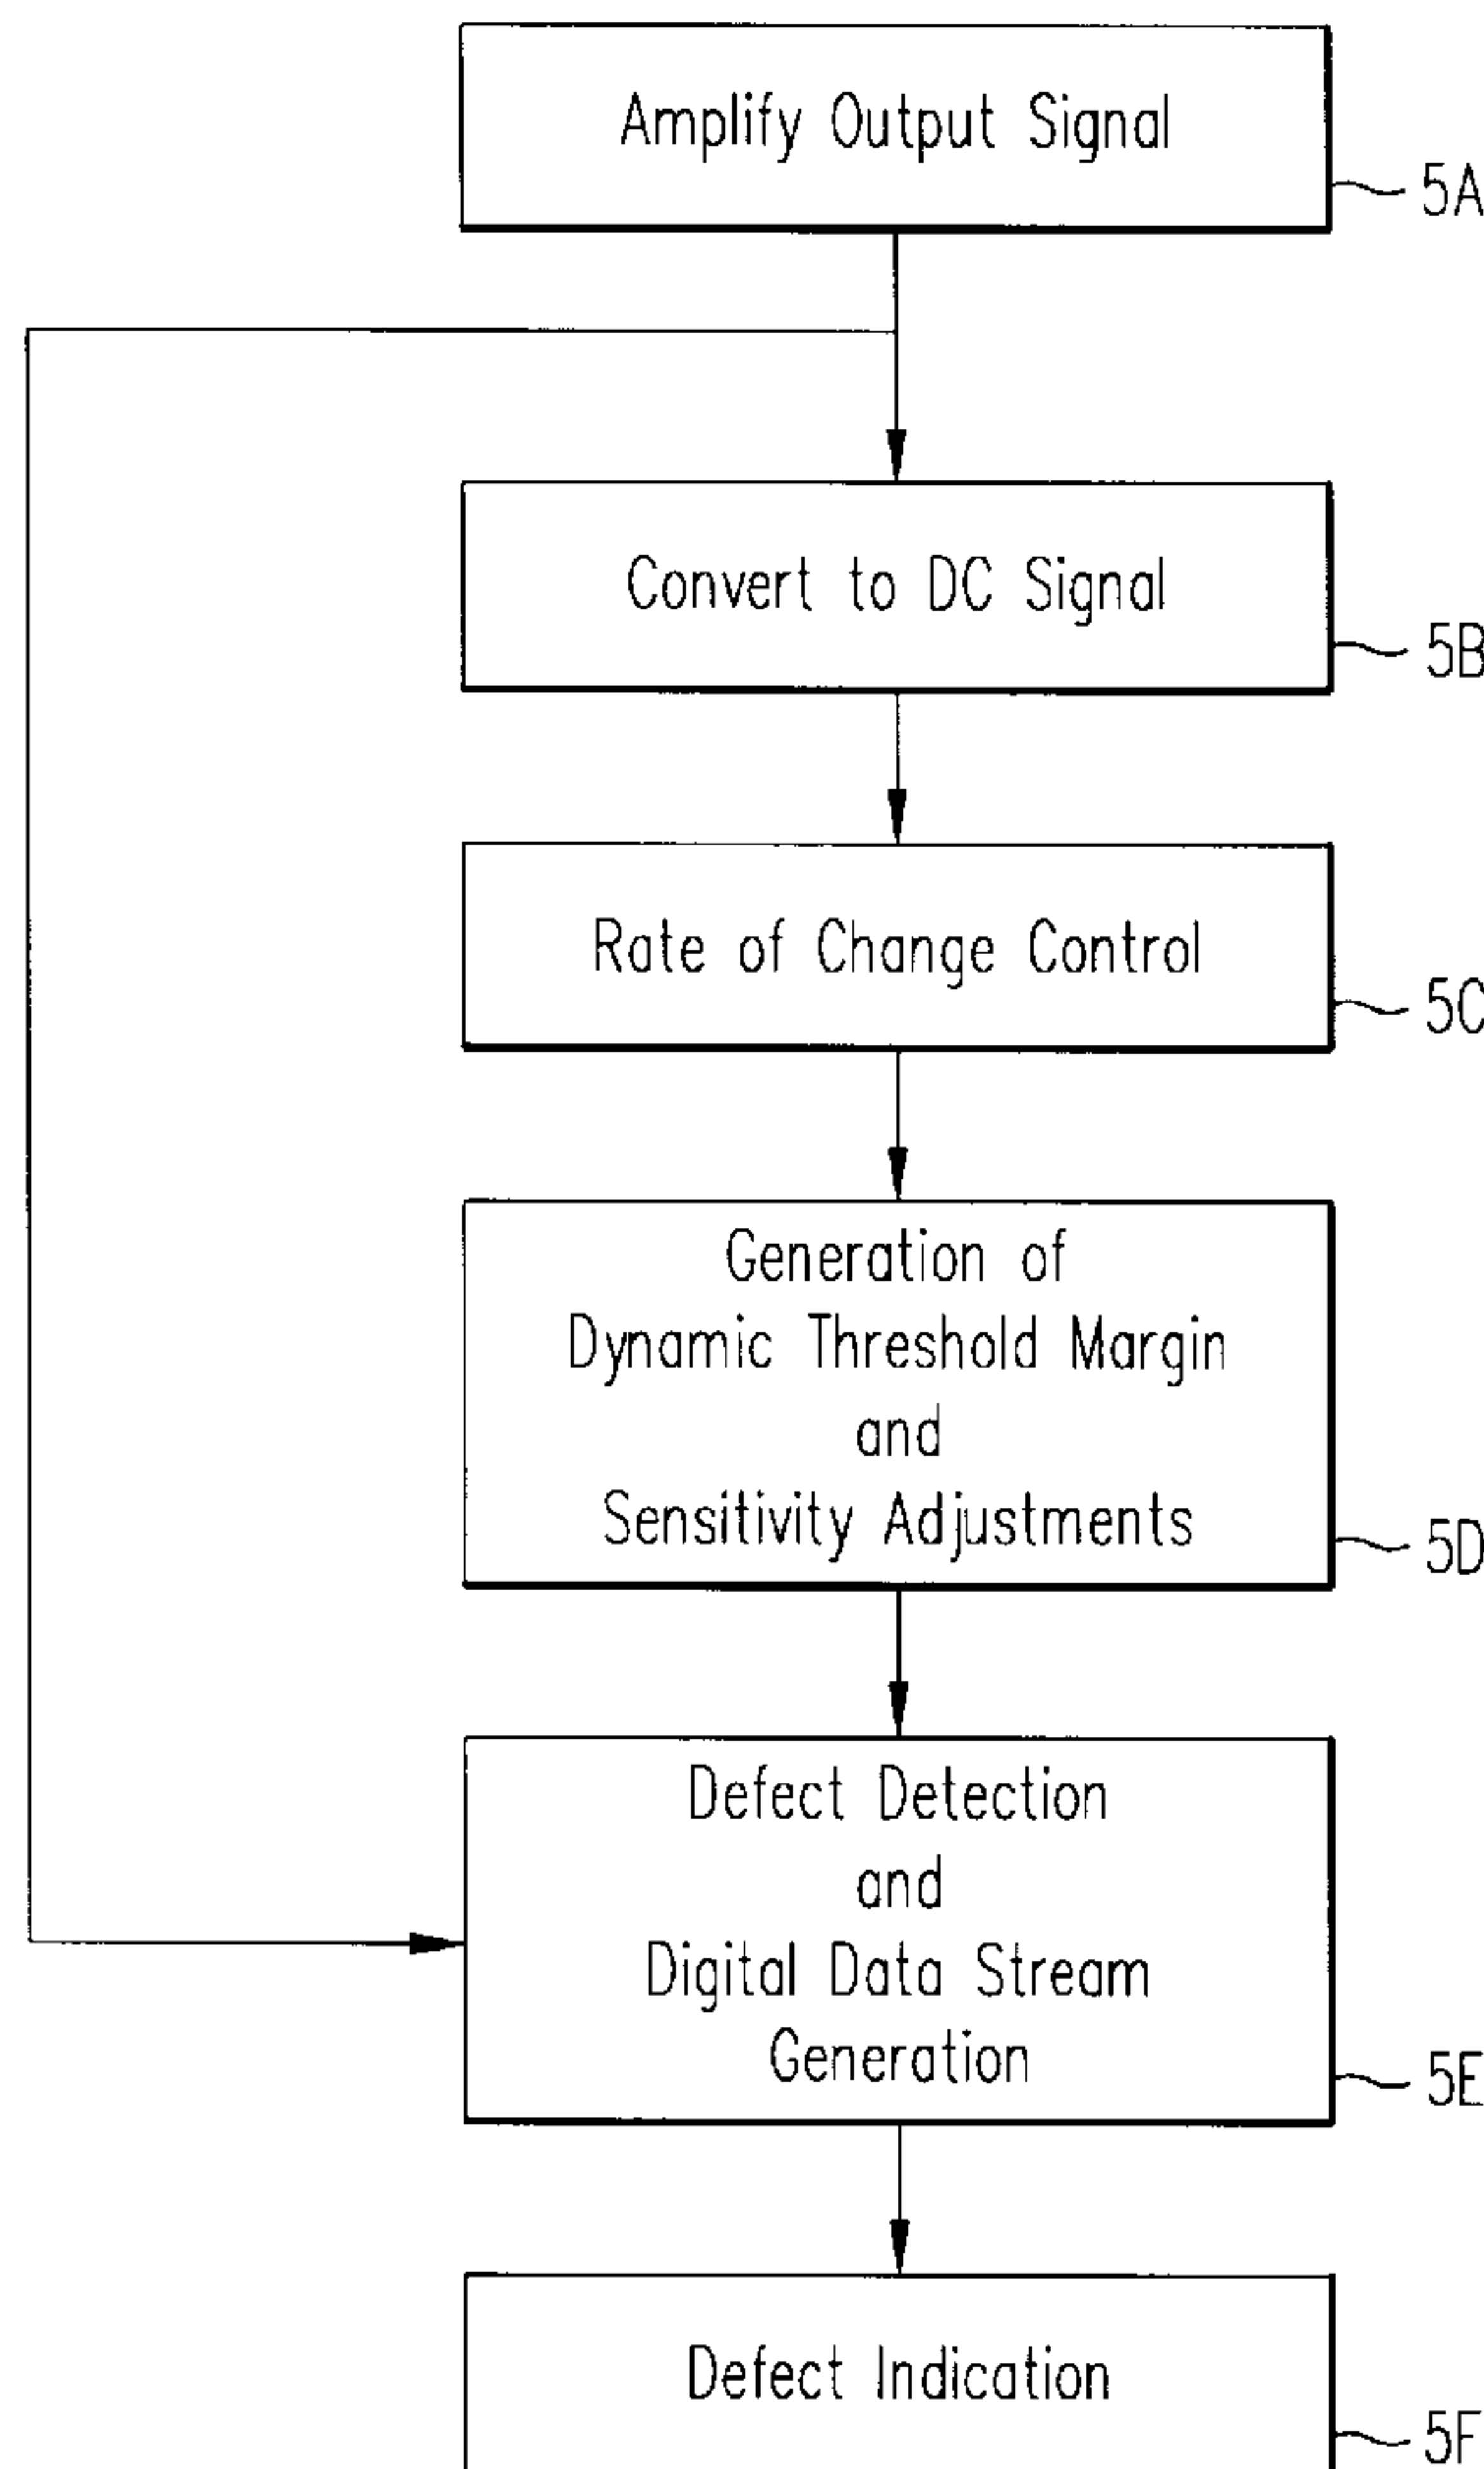 Amplify Output Signal
5A
Convert to DC Signal
5B
Rate of Change Control
5C
Generation of
Dynamic Threshold Margin
and
Sensitivity Adjustments
5D
Defect Detection
and
Digital Data Stream
Generation
5E
Defect Indication
5F